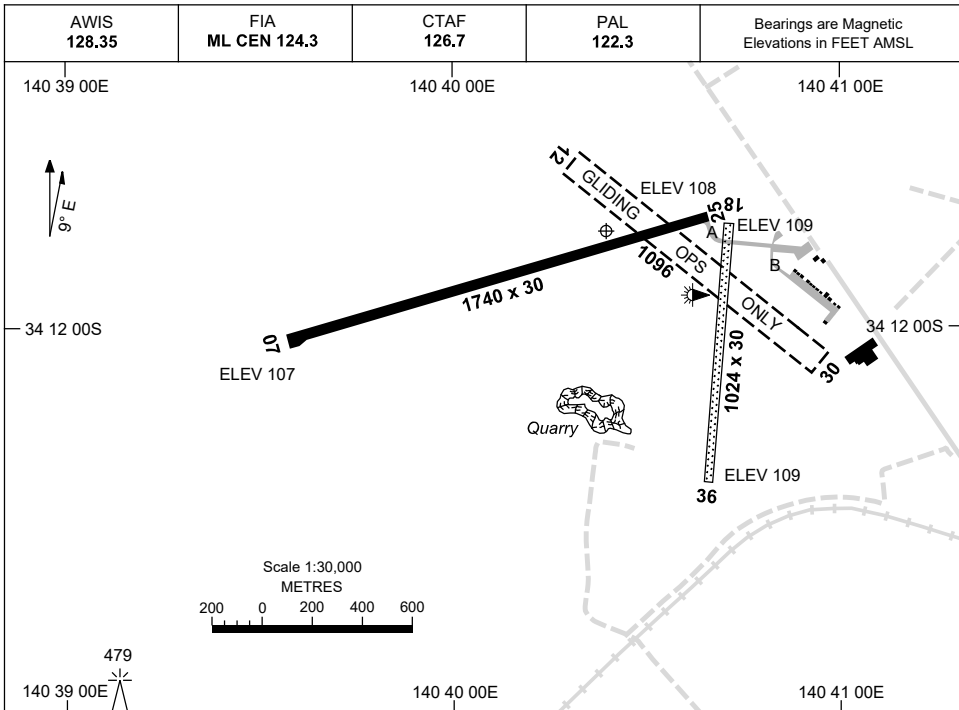 AWIS
128.35
FIA
ML CEN 124.3
CTAF
126.7
PAL
122.3
Bearings are Magnetic
Elevations in FEET AMSL
140 39 00E
140 40 00E
140 41 00E
9° E
12
GLIDING
OPS
ONLY
30
1096
ELEV 108
25
18
ELEV 109
A
B
1740 x 30
34 12 00S
34 12 00S
07
ELEV 107
1024 x 30
Quarry
ELEV 109
36
Scale 1:30,000
METRES
200 0 200 400 600
479
140 39 00E
140 40 00E
140 41 00E